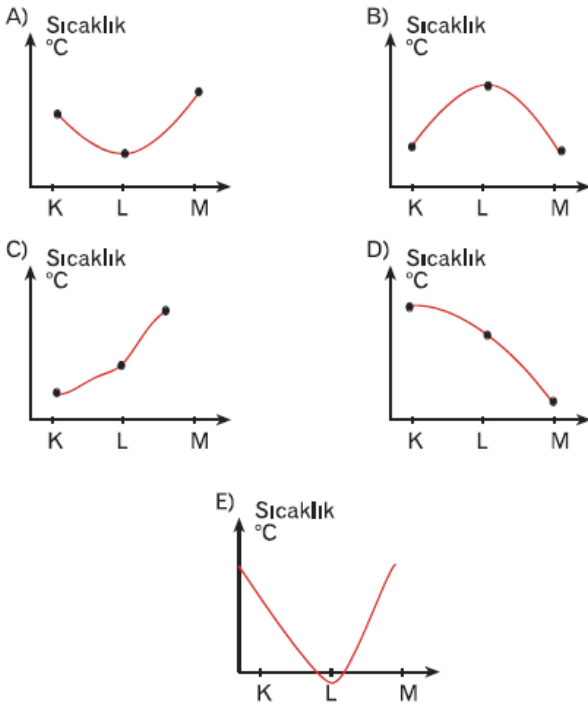 A) Sıcaklık
°C
K L M
B) Sıcaklık
°C
K L M
C) Sıcaklık
°C
K L M
D) Sıcaklık
°C
K L M
E) Sıcaklık
°C
K L M